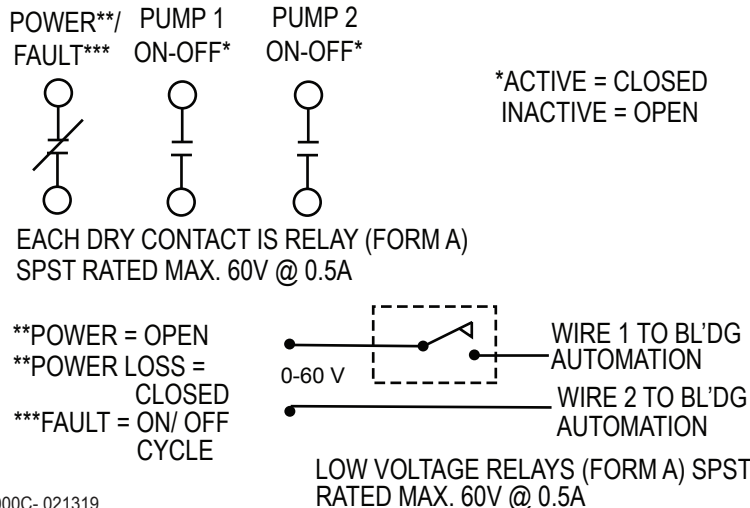 POWER**/
FAULT***
PUMP 1
ON-OFF*
PUMP 2
ON-OFF*
*ACTIVE = CLOSED
INACTIVE = OPEN
EACH DRY CONTACT IS RELAY (FORM A)
SPST RATED MAX. 60V @ 0.5A
**POWER = OPEN
**POWER LOSS =
CLOSED
***FAULT = ON/ OFF
CYCLE
0-60 V
WIRE 1 TO BL'DG
AUTOMATION
WIRE 2 TO BL'DG
AUTOMATION
LOW VOLTAGE RELAYS (FORM A) SPST
RATED MAX. 60V @ 0.5A
000C- 021319